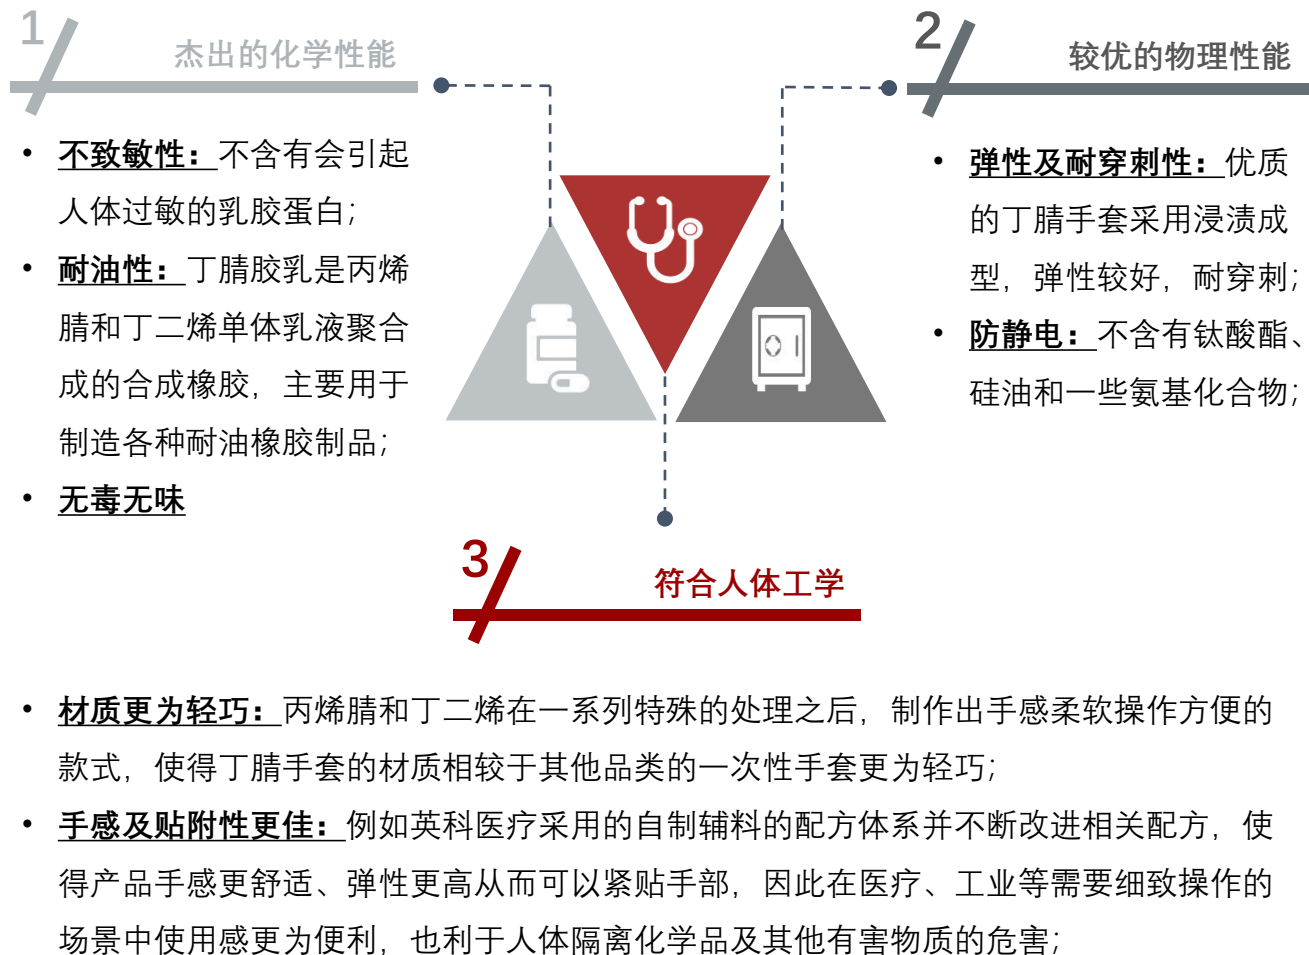 1
杰出的化学性能
• 不致敏性：不含有会引起
人体过敏的乳胶蛋白；
• 耐油性：丁腈胶乳是丙烯
腈和丁二烯单体乳液聚合
成的合成橡胶，主要用于
制造各种耐油橡胶制品；
• 无毒无味
2
较优的物理性能
• 弹性及耐穿刺性：优质
的丁腈手套采用浸渍成
型，弹性较好，耐穿刺；
• 防静电：不含有钛酸酯、
硅油和一些氨基化合物；
3
符合人体工学
• 材质更为轻巧：丙烯腈和丁二烯在一系列特殊的处理之后，制作出手感柔软操作方便的
款式，使得丁腈手套的材质相较于其他品类的一次性手套更为轻巧；
• 手感及贴附性更佳：例如英科医疗采用的自制辅料的配方体系并不断改进相关配方，使
得产品手感更舒适、弹性更高从而可以紧贴手部，因此在医疗、工业等需要细致操作的
场景中使用感更为便利，也利于人体隔离化学品及其他有害物质的危害；